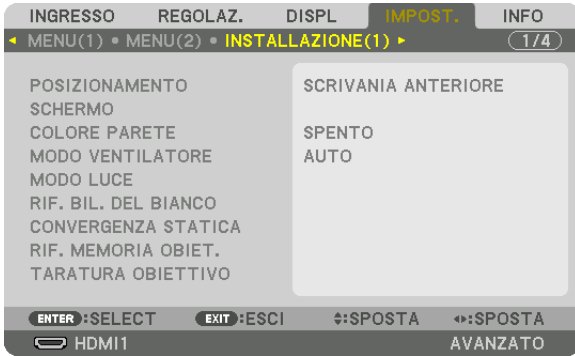 INGRESSO REGOLAZ. DISPL IMPOST. INFO
◄ MENU(1) • MENU(2) • INSTALLAZIONE(1) ► 1/4
POSIZIONAMENTO SCRIVANIA ANTERIORE
SCHERMO
COLORE PARETE SPENTO
MODO VENTILATORE AUTO
MODO LUCE
RIF. BIL. DEL BIANCO
CONVERGENZA STATICA
RIF. MEMORIA OBIET.
TARATURA OBIETTIVO
ENTER :SELECT EXIT :ESCI :SPOSTA :SPOSTA
HDMI1 AVANZATO